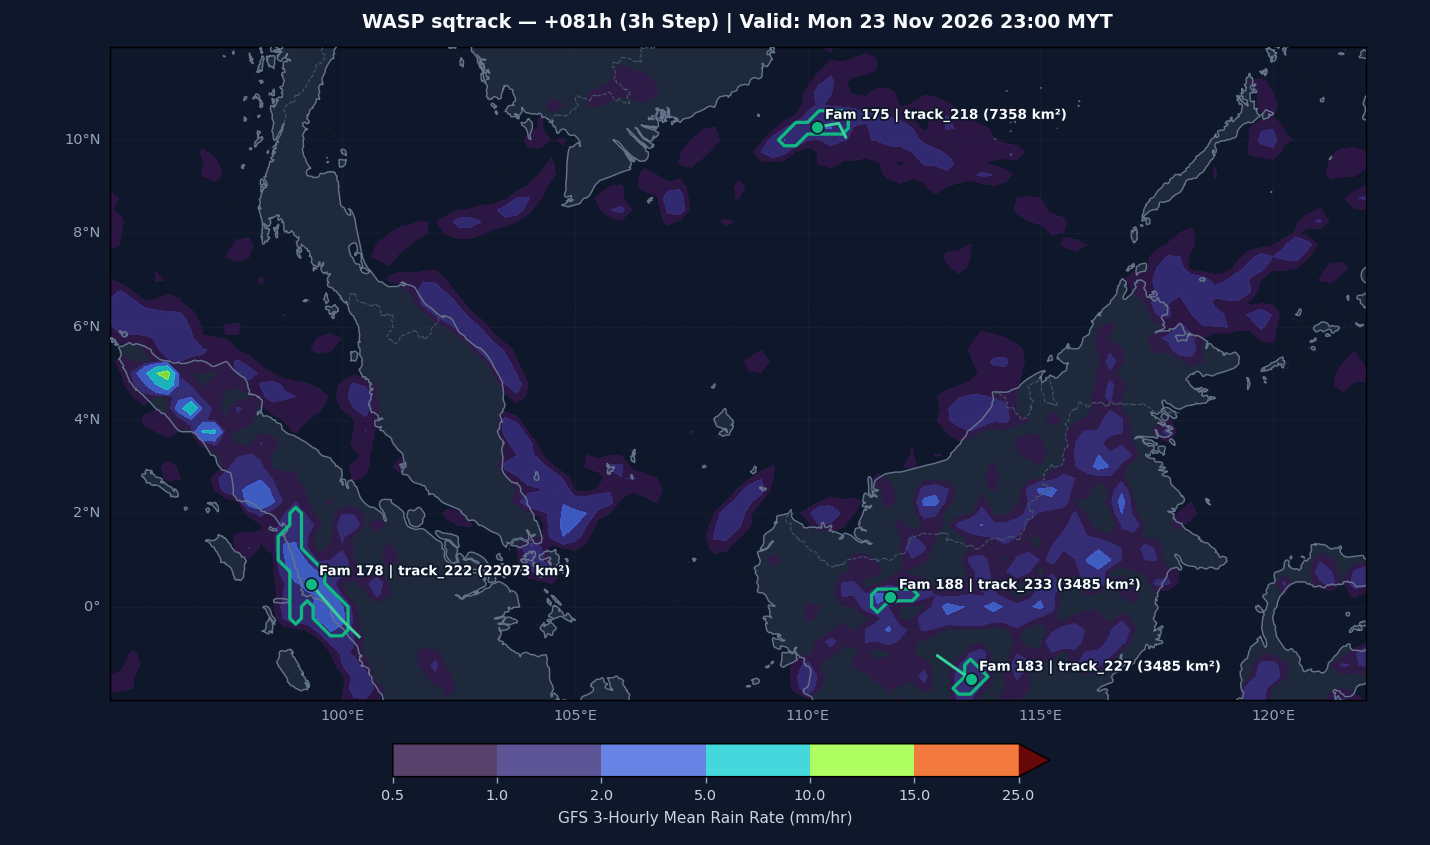 WASP sqtrack — +081h (3h Step) | Valid: Mon 23 Nov 2026 23:00 MYT
Fam 175 | track_218 (7358 km²)
10°N
8°N
6°N
4°N
2°N
Fam 178 | track_222 (22073 km²)
Fam 188 | track_233 (3485 km²)
0°
Fam 183 | track_227 (3485 km²)
100°E 105°E 110°E 115°E 120°E
0.5 1.0 2.0 5.0 10.0 15.0 25.0
GFS 3-Hourly Mean Rain Rate (mm/hr)